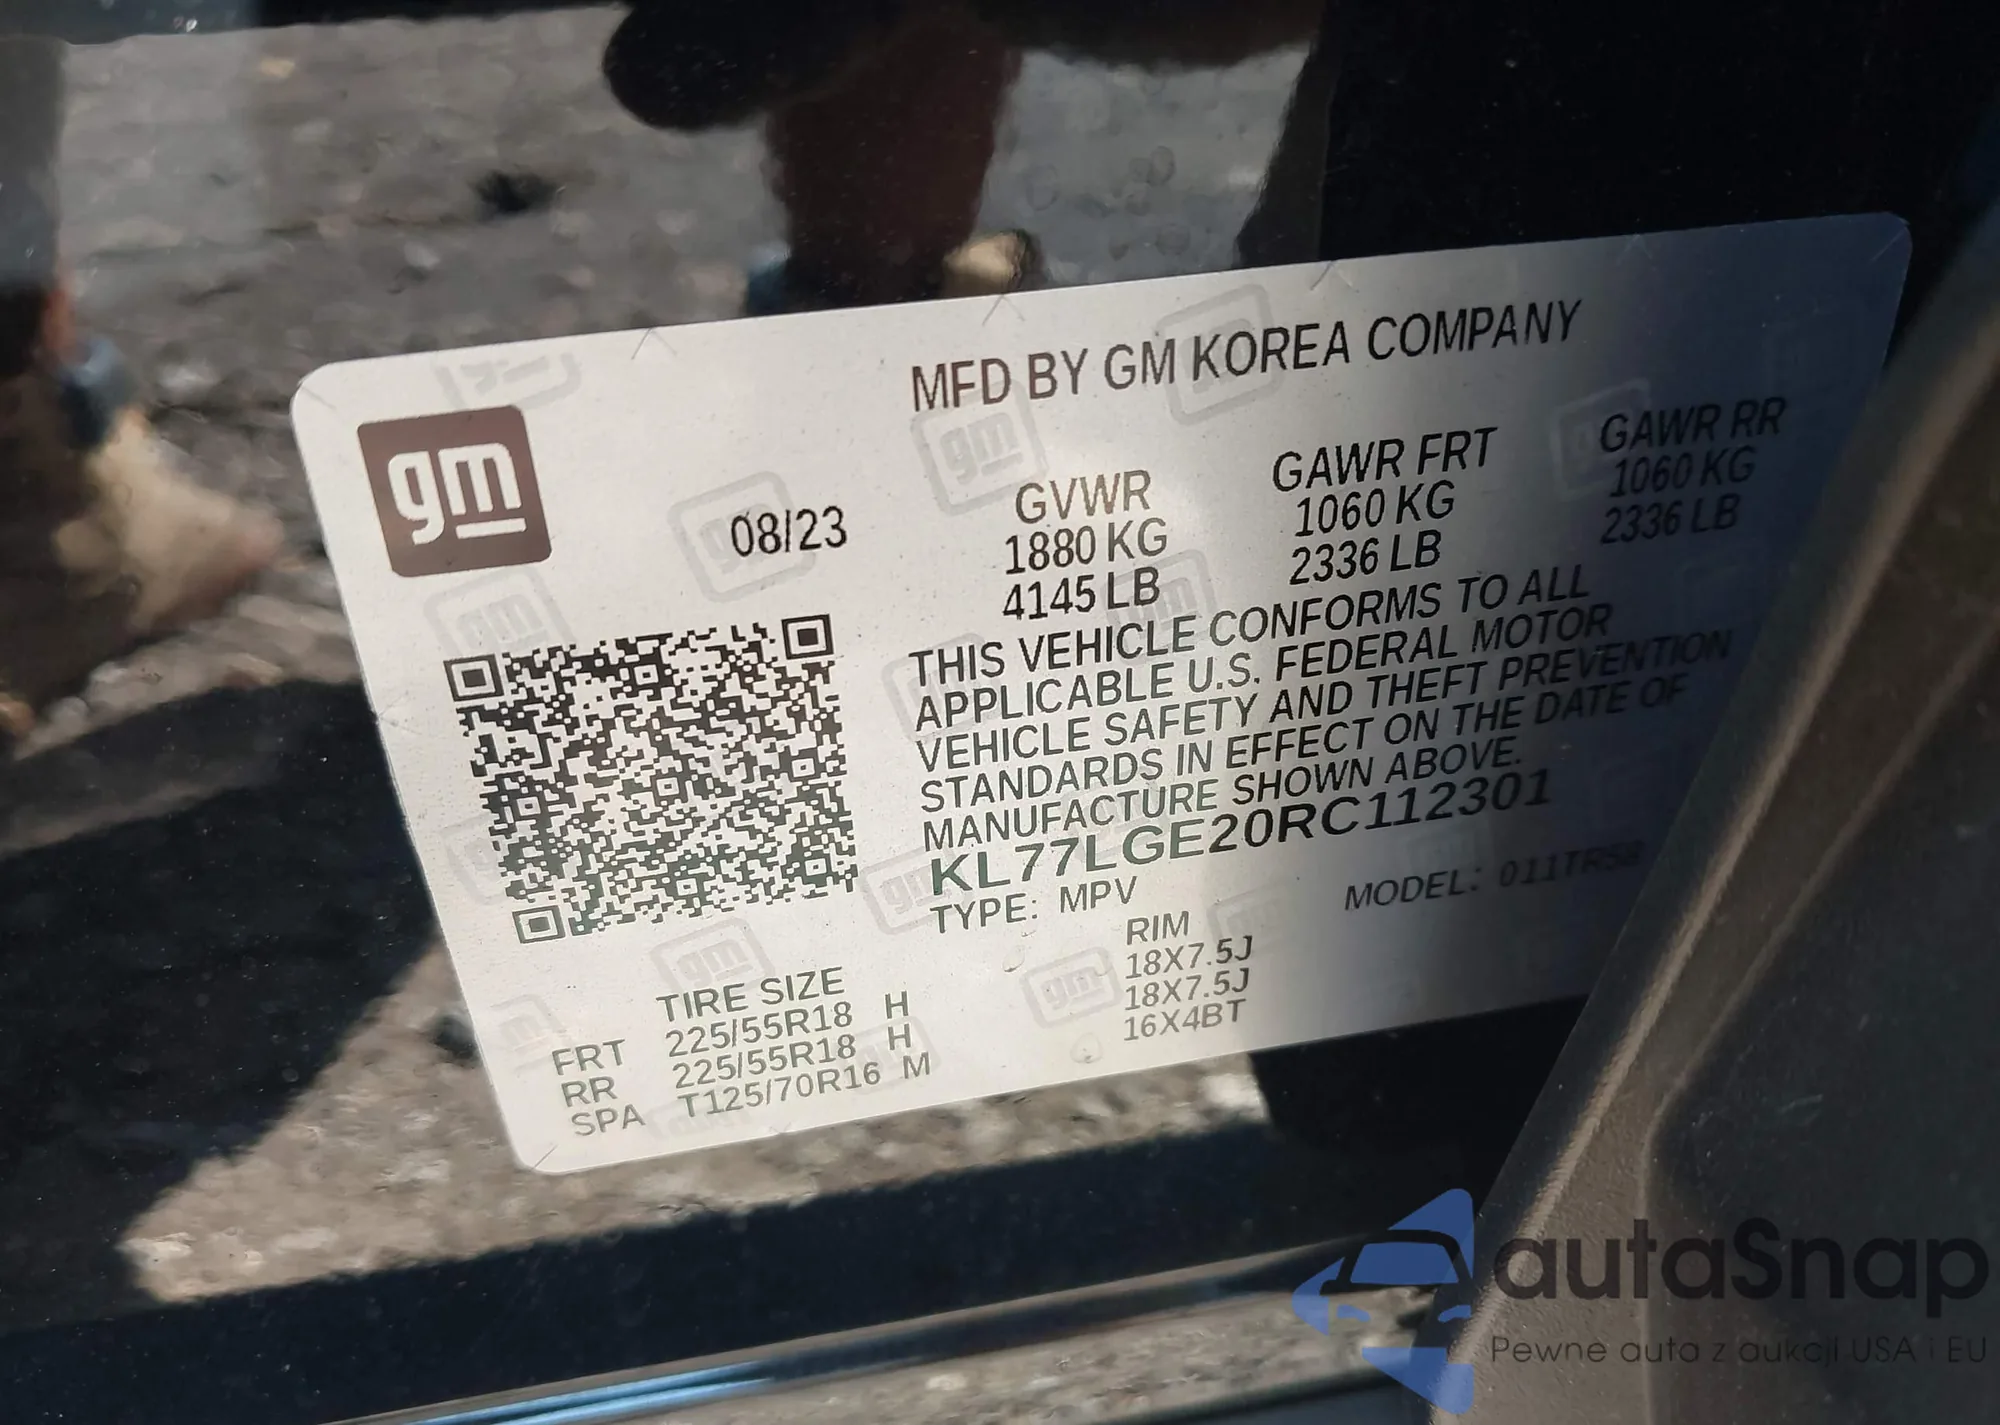 MFD BY GM KOREA COMPANY
gm
08/23
GVWR GAWR FRT GAWR RR
1880 KG 1060 KG 1060 KG
4145 LB 2336 LB 2336 LB
THIS VEHICLE CONFORMS TO ALL
APPLICABLE U.S. FEDERAL MOTOR
VEHICLE SAFETY AND THEFT PREVENTION
STANDARDS IN EFFECT ON THE DATE OF
MANUFACTURE SHOWN ABOVE.
KL77LGE20RC112301
TYPE: MPV MODEL: 011TR58
TIRE SIZE RIM
FRT 225/55R18 H 18X7.5J
RR 225/55R18 H 18X7.5J
SPA T125/70R16 M 16X4BT
autaSnap
Pewne auta z aukcji USA i EU